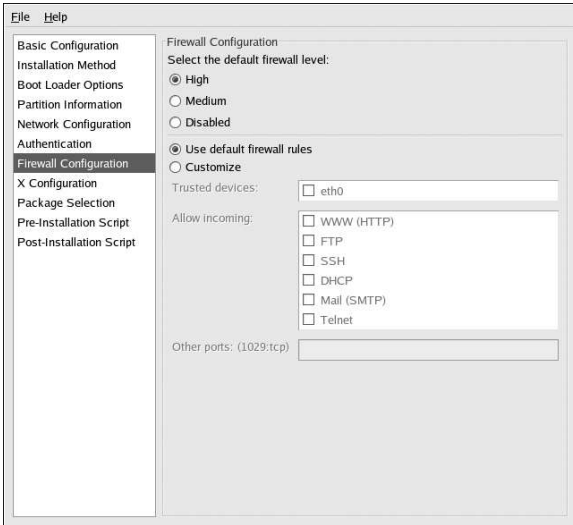 File Help
Basic Configuration
Installation Method
Boot Loader Options
Partition Information
Network Configuration
Authentication
Firewall Configuration
X Configuration
Package Selection
Pre-Installation Script
Post-Installation Script
Firewall Configuration
Select the default firewall level:
High
Medium
Disabled
Use default firewall rules
Customize
Trusted devices:
eth0
Allow incoming:
WWW (HTTP)
FTP
SSH
DHCP
Mail (SMTP)
Telnet
Other ports: (1029:tcp)